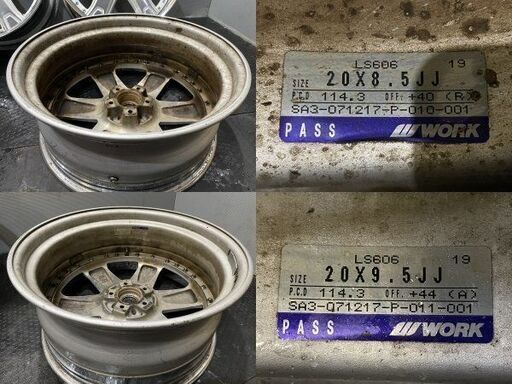 LS606 19
SIZE 20X8.5JJ
P.C.D 114.3 OFF. +40 (R)
SA3-071217-P-010-001
PASS WORK
LS606 19
SIZE 20X9.5JJ
P.C.D 114.3 OFF. +44 (A)
SA3-071217-P-011-001
PASS WORK